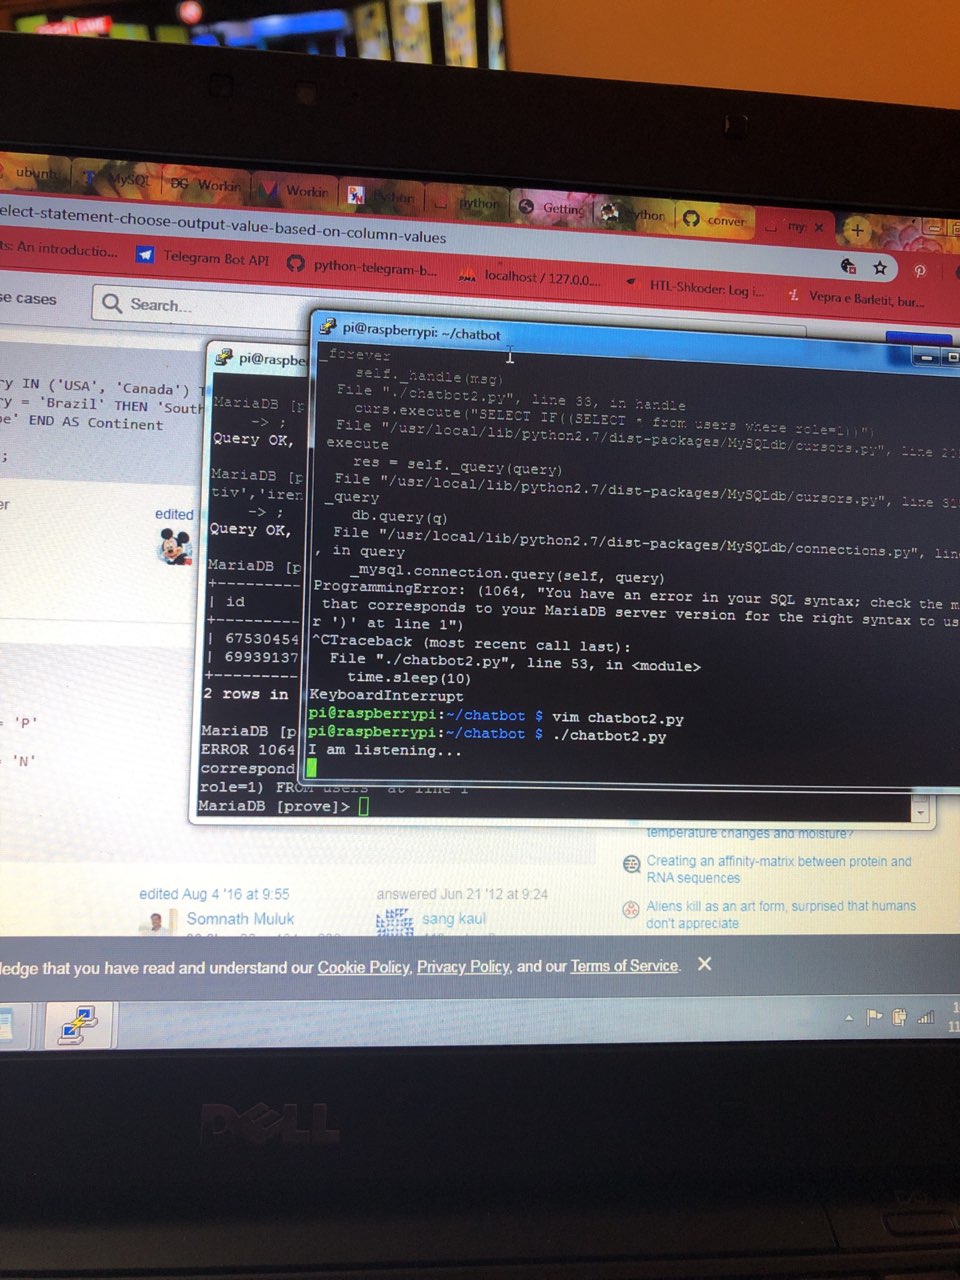 LIVE
ubuntu
MySQL
Workin
Workin
Python
python
Getting
Python
conver
my
elect-statement-choose-output-value-based-on-column-values
ts: An introductio...
Telegram Bot API
python-telegram-b...
localhost / 127.0.0....
HTL-Shkoder: Log i...
Vepra e Barletit, bur...
se cases
Search...
ry IN ('USA', 'Canada')
ry = 'Brazil' THEN 'South
pe' END AS Continent
;
er
edited
= 'P'
= 'N'
pi@raspbe
MariaDB [p
-> ;
Query OK,
MariaDB [p
tiv','iren
-> ;
Query OK,
MariaDB [p
+---------
| id
+---------
| 67530454
| 69939137
+---------
2 rows in
MariaDB [p
ERROR 1064
correspond
role=1) FROM users' at line 1
MariaDB [prove]>
pi@raspberrypi: ~/chatbot
_forever
self._handle(msg)
File "./chatbot2.py", line 33, in handle
curs.execute("SELECT IF((SELECT * from users where role=1))")
File "/usr/local/lib/python2.7/dist-packages/MySQLdb/cursors.py", line
execute
res = self._query(query)
File "/usr/local/lib/python2.7/dist-packages/MySQLdb/cursors.py", line
_query
db.query(q)
File "/usr/local/lib/python2.7/dist-packages/MySQLdb/connections.py", lin
, in query
_mysql.connection.query(self, query)
ProgrammingError: (1064, "You have an error in your SQL syntax; check the m
that corresponds to your MariaDB server version for the right syntax to us
r ')' at line 1")
^CTraceback (most recent call last):
File "./chatbot2.py", line 53, in <module>
time.sleep(10)
KeyboardInterrupt
pi@raspberrypi:~/chatbot $ vim chatbot2.py
pi@raspberrypi:~/chatbot $ ./chatbot2.py
I am listening...
temperature changes and moisture?
Creating an affinity-matrix between protein and
RNA sequences
Aliens kill as an art form, surprised that humans
don't appreciate
edited Aug 4 '16 at 9:55
Somnath Muluk
answered Jun 21 '12 at 9:24
sang kaul
ledge that you have read and understand our Cookie Policy, Privacy Policy, and our Terms of Service.
DELL